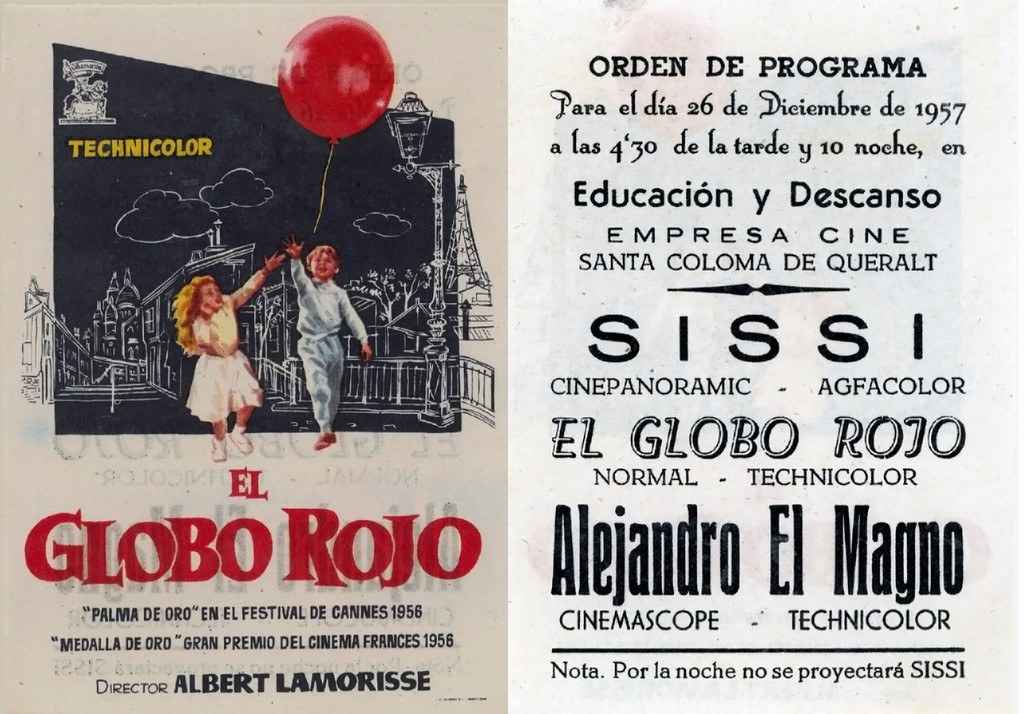 TECHNICOLOR
EL
GLOBO ROJO
"PALMA DE ORO" EN EL FESTIVAL DE CANNES 1956
"MEDALLA DE ORO" GRAN PREMIO DEL CINEMA FRANCES 1956
DIRECTOR ALBERT LAMORISSE
ORDEN DE PROGRAMA
Para el día 26 de Diciembre de 1957
a las 4'30 de la tarde y 10 noche, en
Educación y Descanso
EMPRESA CINE
SANTA COLOMA DE QUERALT
SISSI
CINEPANORAMIC - AGFACOLOR
EL GLOBO ROJO
NORMAL - TECHNICOLOR
Alejandro El Magno
CINEMASCOPE - TECHNICOLOR
Nota. Por la noche no se proyectará SISSI